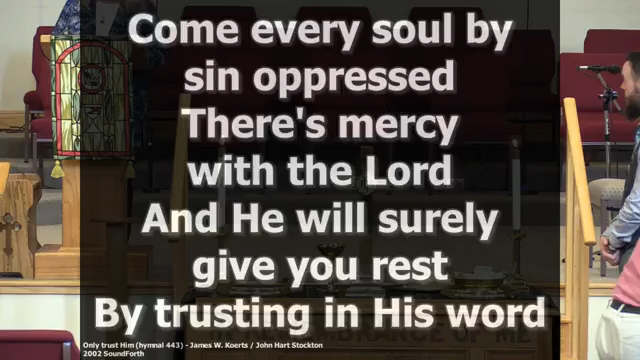 Come every soul by
sin oppressed
There's mercy
with the Lord
And He will surely
give you rest
By trusting in His word
Only trust Him (hymnal 443) - James W. Koerts / John Hart Stockton
2002 SoundForth